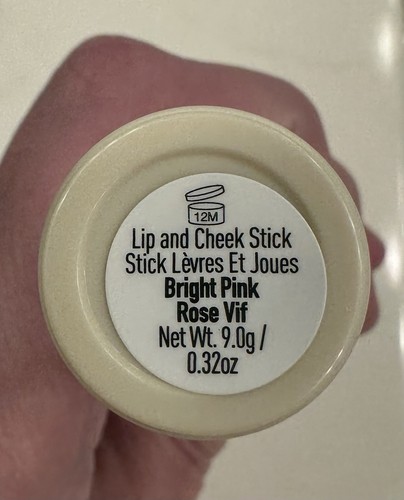 12M
Lip and Cheek Stick
Stick Lèvres Et Joues
Bright Pink
Rose Vif
Net Wt. 9.0g /
0.32oz